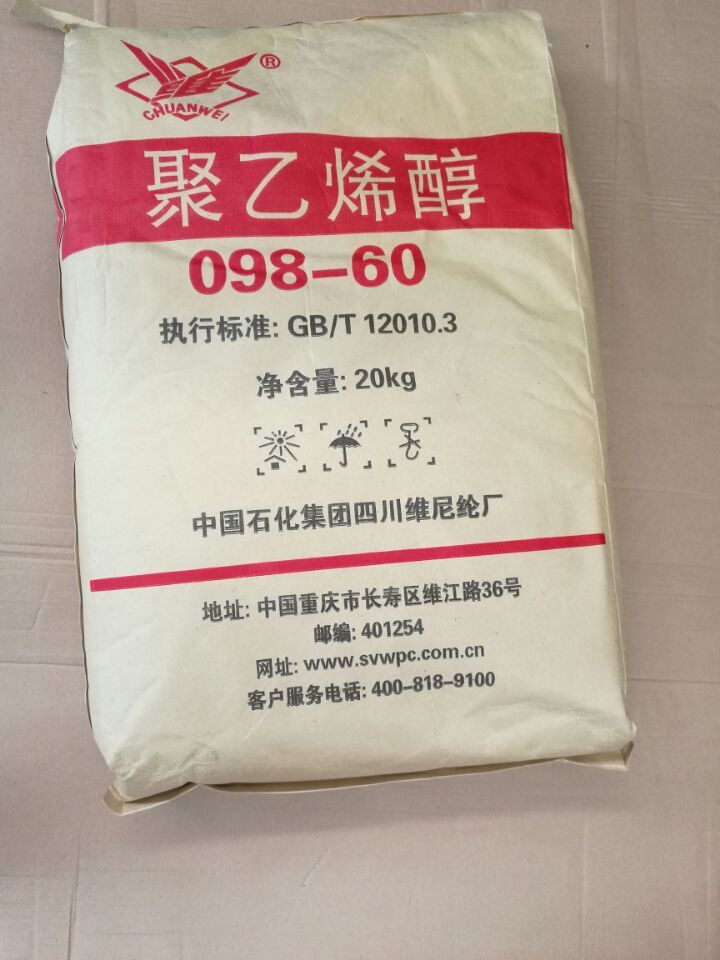 ®
CHUANWEI
聚乙烯醇
098-60
执行标准: GB/T 12010.3
净含量: 20kg
中国石化集团四川维尼纶厂
地址: 中国重庆市长寿区维江路36号
邮编: 401254
网址: www.svwpc.com.cn
客户服务电话: 400-818-9100